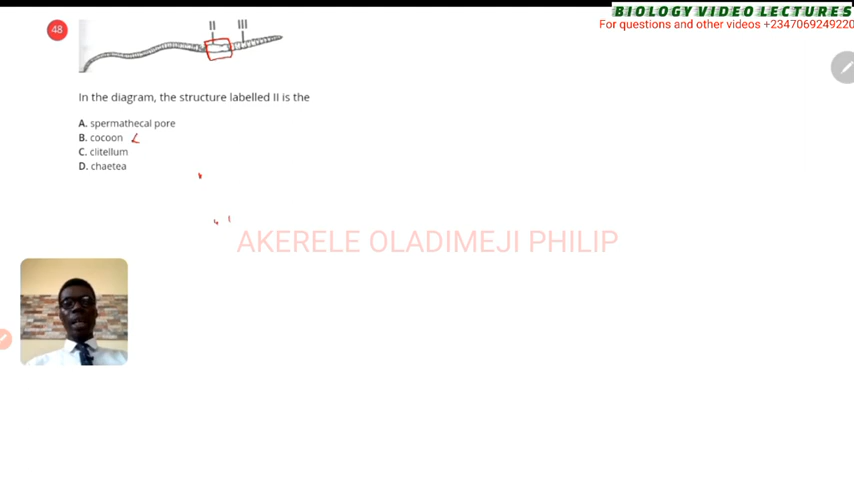 BIOLOGY VIDEO LECTURES
For questions and other videos +2347069249220
48
II III
In the diagram, the structure labelled II is the
A. spermathecal pore
B. cocoon
C. clitellum
D. chaetea
AKERELE OLADIMEJI PHILIP